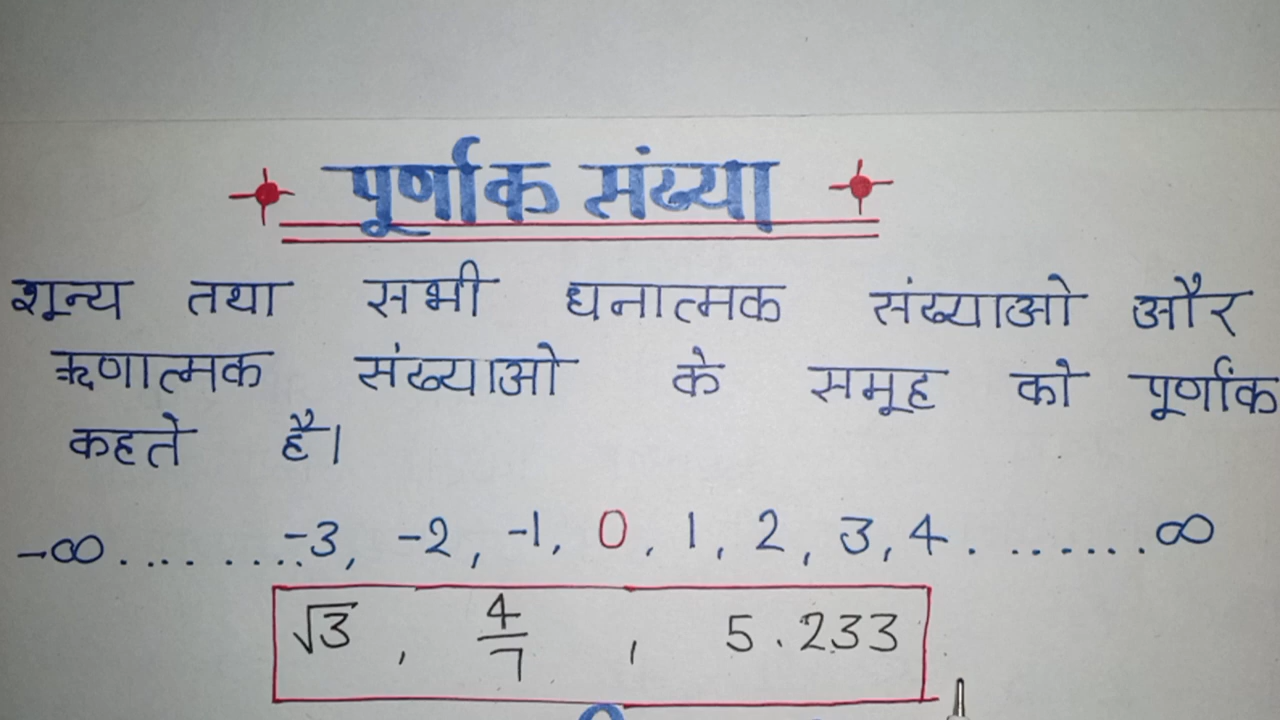 पूर्णाक संख्या
शून्य तथा सभी धनात्मक संख्याओ और
ऋणात्मक संख्याओ के समूह को पूर्णांक
कहते है।
-∞.........-3, -2, -1, 0, 1, 2, 3, 4........∞
√3 , 4/7 , 5.233